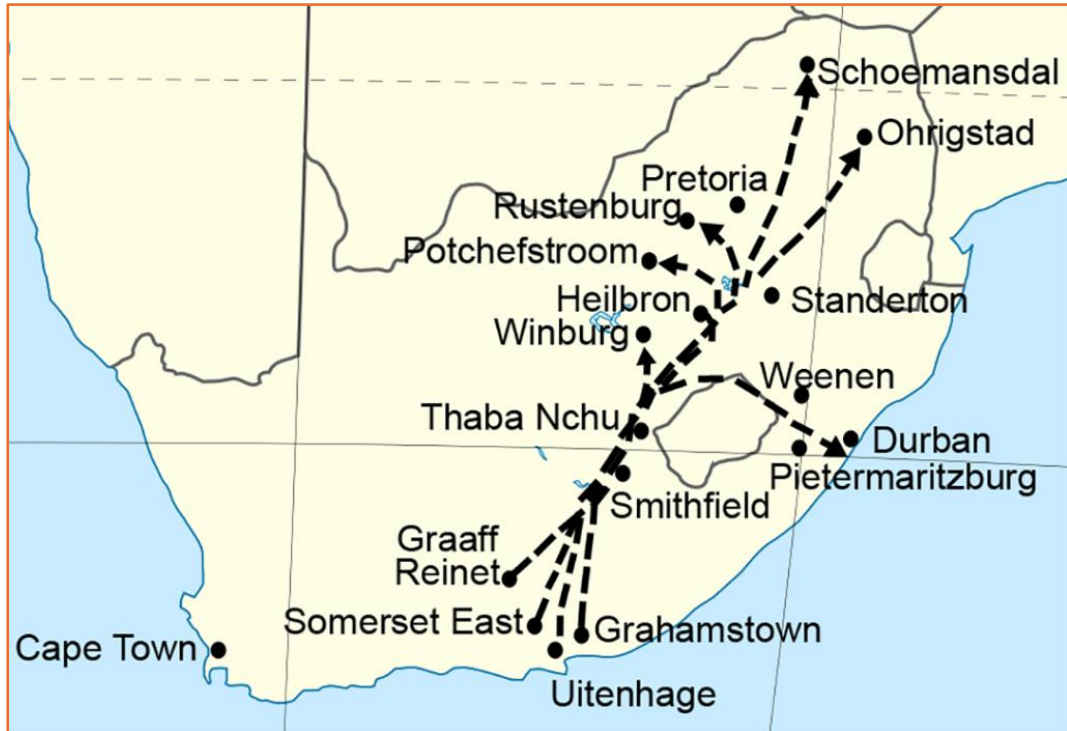 Schoemansdal
Ohrigstad
Pretoria
Rustenburg
Potchefstroom
Heilbron
Standerton
Winburg
Weenen
Thaba Nchu
Durban
Pietermaritzburg
Smithfield
Graaff
Reinet
Somerset East
Grahamstown
Cape Town
Uitenhage